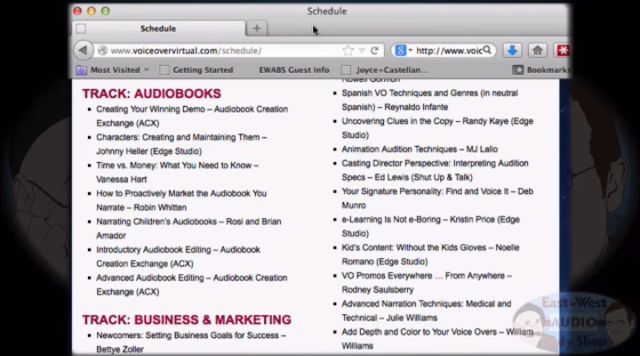 Schedule
Schedule
www.voiceovervirtual.com/schedule/
http://www.voic
Most Visited
Getting Started
EWABS Guest Info
Joyce+Castellan...
Bookmarks
TRACK: AUDIOBOOKS
Creating Your Winning Demo – Audiobook Creation
Exchange (ACX)
Characters: Creating and Maintaining Them –
Johnny Heller (Edge Studio)
Time vs. Money: What You Need to Know –
Vanessa Hart
How to Proactively Market the Audiobook You
Narrate – Robin Whitten
Narrating Children's Audiobooks – Rosi and Brian
Amador
Introductory Audiobook Editing – Audiobook
Creation Exchange (ACX)
Advanced Audiobook Editing – Audiobook Creation
Exchange (ACX)
TRACK: BUSINESS & MARKETING
Newcomers: Setting Business Goals for Success –
Bettye Zoller
Spanish VO Techniques and Genres (in neutral
Spanish) – Reynaldo Infante
Uncovering Clues in the Copy – Randy Kaye (Edge
Studio)
Animation Audition Techniques – MJ Lallo
Casting Director Perspective: Interpreting Audition
Specs – Ed Lewis (Shut Up & Talk)
Your Signature Personality: Find and Voice It – Deb
Munro
e-Learning Is Not e-Boring – Kristin Price (Edge
Studio)
Kid's Content: Without the Kids Gloves – Noelle
Romano (Edge Studio)
VO Promos Everywhere … From Anywhere –
Rodney Saulsberry
Advanced Narration Techniques: Medical and
Technical – Julie Williams
Add Depth and Color to Your Voice Overs – William
Williams
East-West
AUDIO
dy Shop